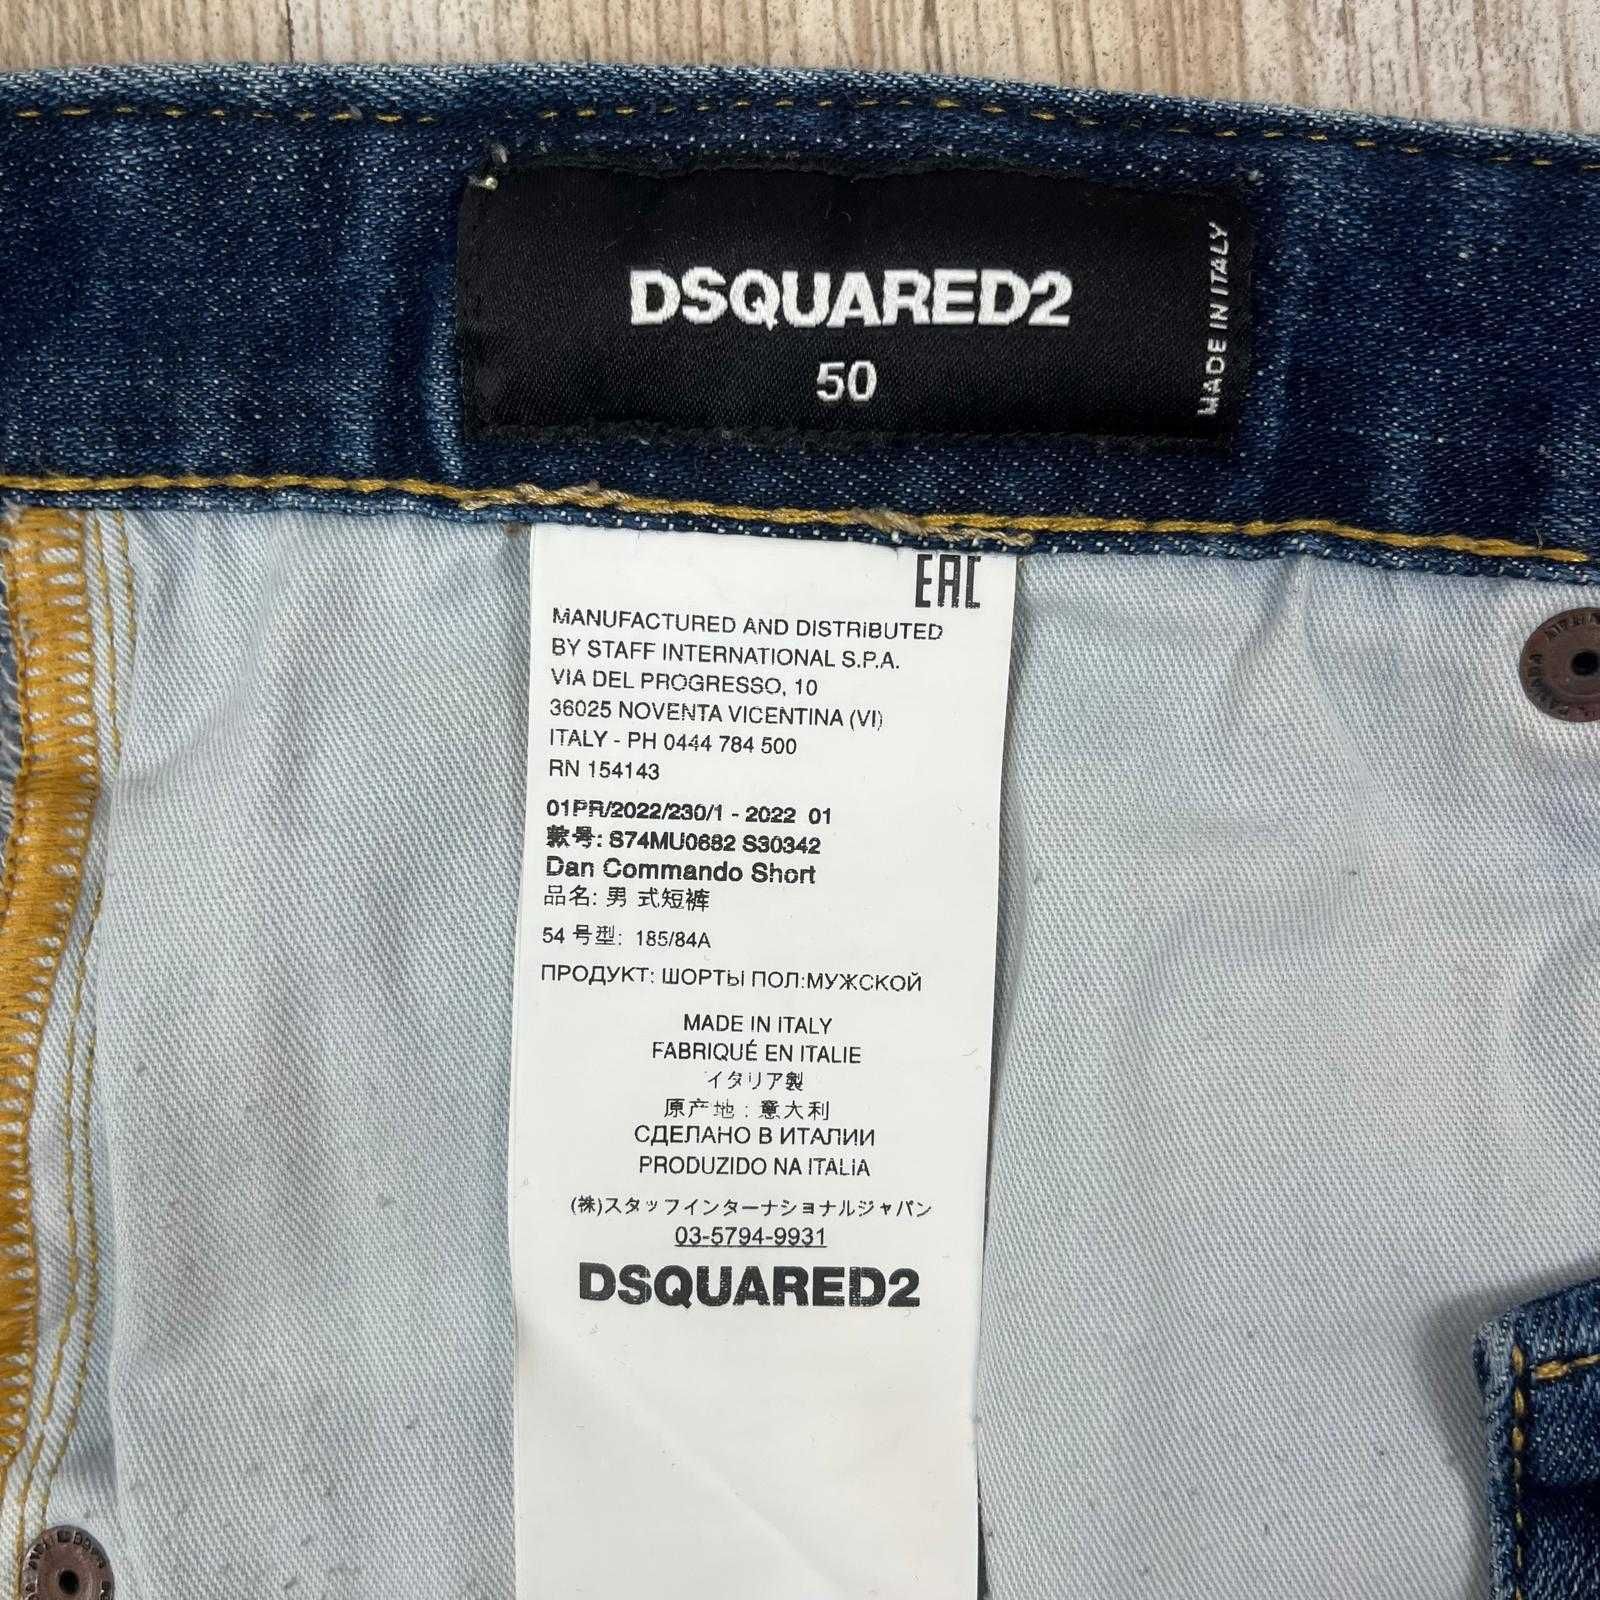 DSQUARED2
50
MADE IN ITALY
EAC
MANUFACTURED AND DISTRIBUTED
BY STAFF INTERNATIONAL S.P.A.
VIA DEL PROGRESSO, 10
36025 NOVENTA VICENTINA (VI)
ITALY - PH 0444 784 500
RN 154143
01PR/2022/230/1 - 2022 01
款号: S74MU0682 S30342
Dan Commando Short
品名: 男 式短裤
54 号型: 185/84A
ПРОДУКТ: ШОРТЫ ПОЛ:МУЖСКОЙ
MADE IN ITALY
FABRIQUÉ EN ITALIE
イタリア製
原产地 : 意大利
СДЕЛАНО В ИТАЛИИ
PRODUZIDO NA ITALIA
(株)スタッフインターナショナルジャパン
03-5794-9931
DSQUARED2